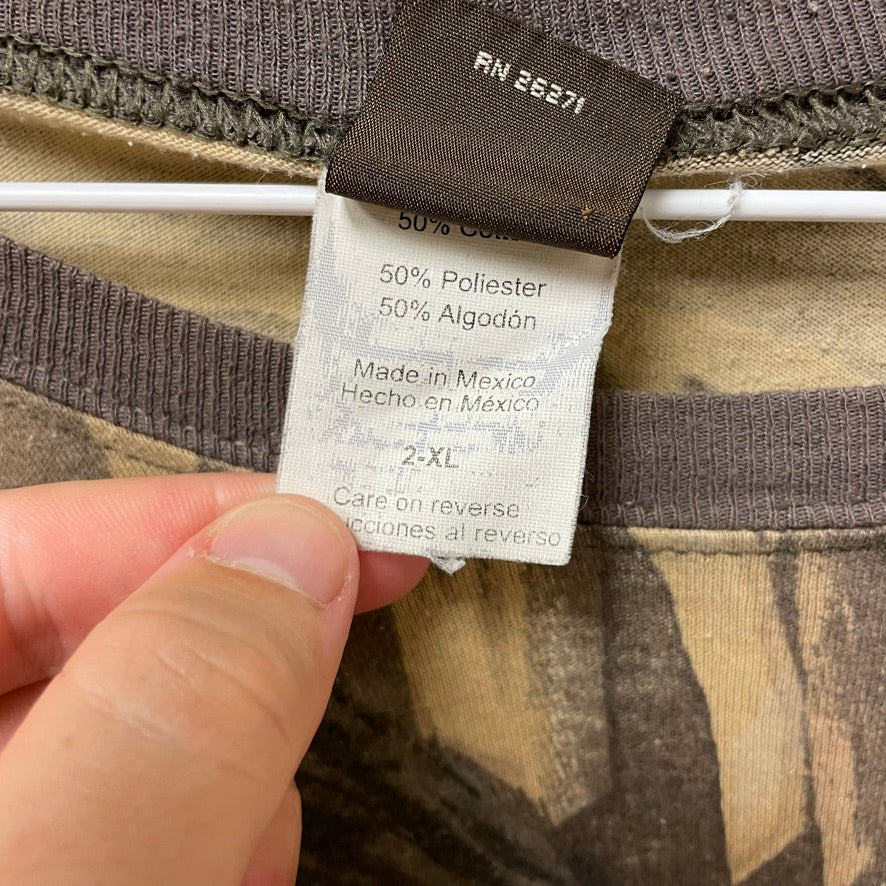 RN 26271
50%
50% Poliester
50% Algodón
Made in Mexico
Hecho en México
2-XL
Care on reverse
ucciones al reverso